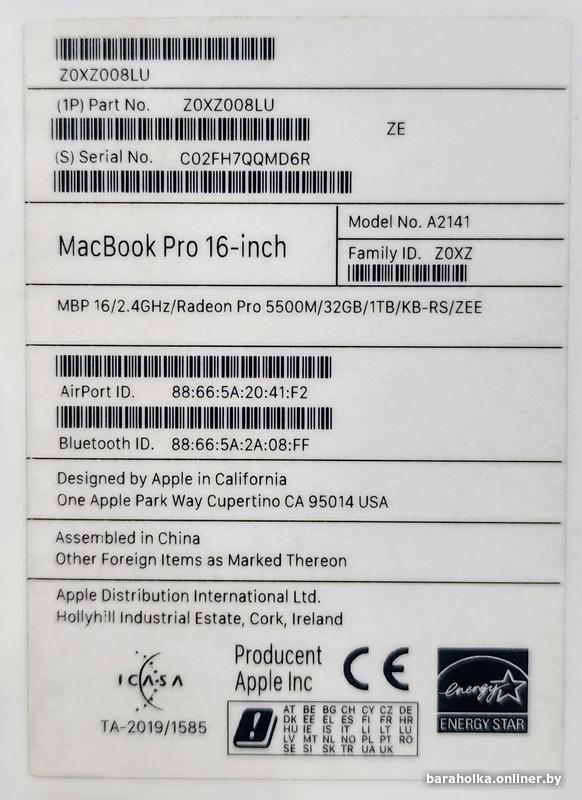 Z0XZ008LU
(1P) Part No. Z0XZ008LU
ZE
(S) Serial No. C02FH7QQMD6R
MacBook Pro 16-inch
Model No. A2141
Family ID. Z0XZ
MBP 16/2.4GHz/Radeon Pro 5500M/32GB/1TB/KB-RS/ZEE
AirPort ID. 88:66:5A:20:41:F2
Bluetooth ID. 88:66:5A:2A:08:FF
Designed by Apple in California
One Apple Park Way Cupertino CA 95014 USA
Assembled in China
Other Foreign Items as Marked Thereon
Apple Distribution International Ltd.
Hollyhill Industrial Estate, Cork, Ireland
ICASA
TA-2019/1585
Producent
Apple Inc
CE
AT BE BG CH CY CZ DE
DK EE EL ES FI FR HR
HU IE IS IT LI LT LU
LV MT NL NO PL PT RO
SE SI SK TR UA UK
energy
ENERGY STAR
baraholka.onliner.by